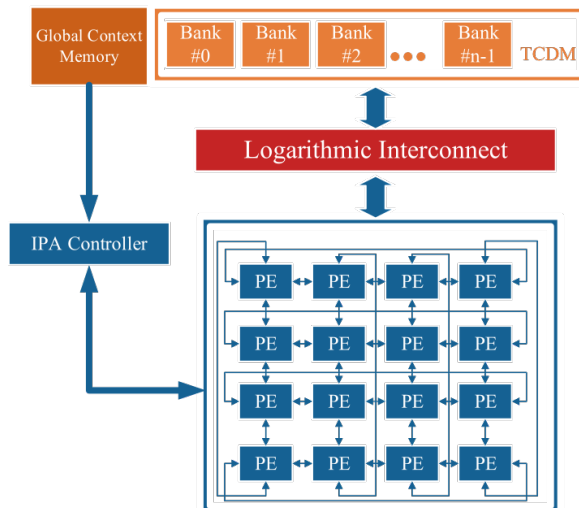 Global Context
Memory
Bank
#0
Bank
#1
Bank
#2
Bank
#n-1
TCDM
Logarithmic Interconnect
IPA Controller
PE PE PE PE
PE PE PE PE
PE PE PE PE
PE PE PE PE